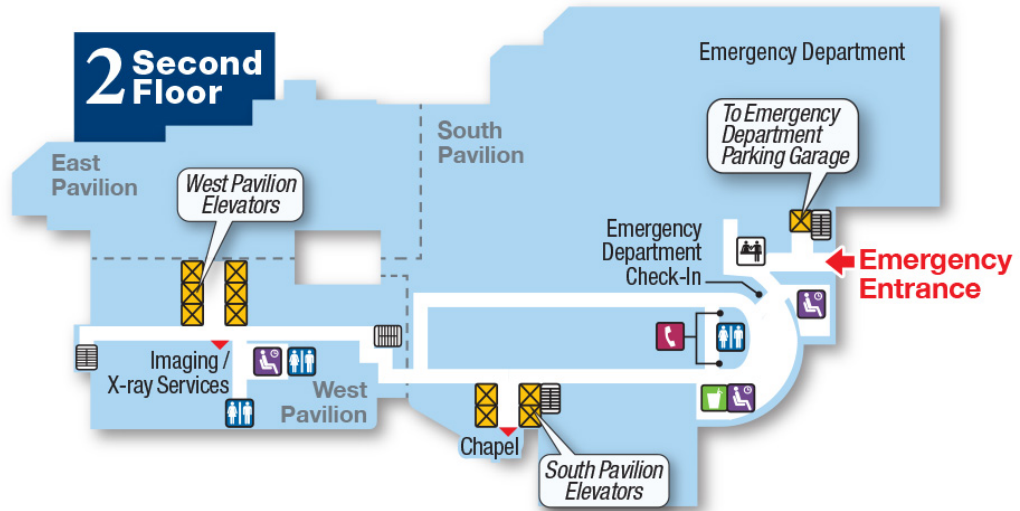 2 Second
Floor
Emergency Department
To Emergency
Department
Parking Garage
South
Pavilion
East
Pavilion
West Pavilion
Elevators
Emergency
Department
Check-In
Emergency
Entrance
Imaging /
X-ray Services
West
Pavilion
Chapel
South Pavilion
Elevators